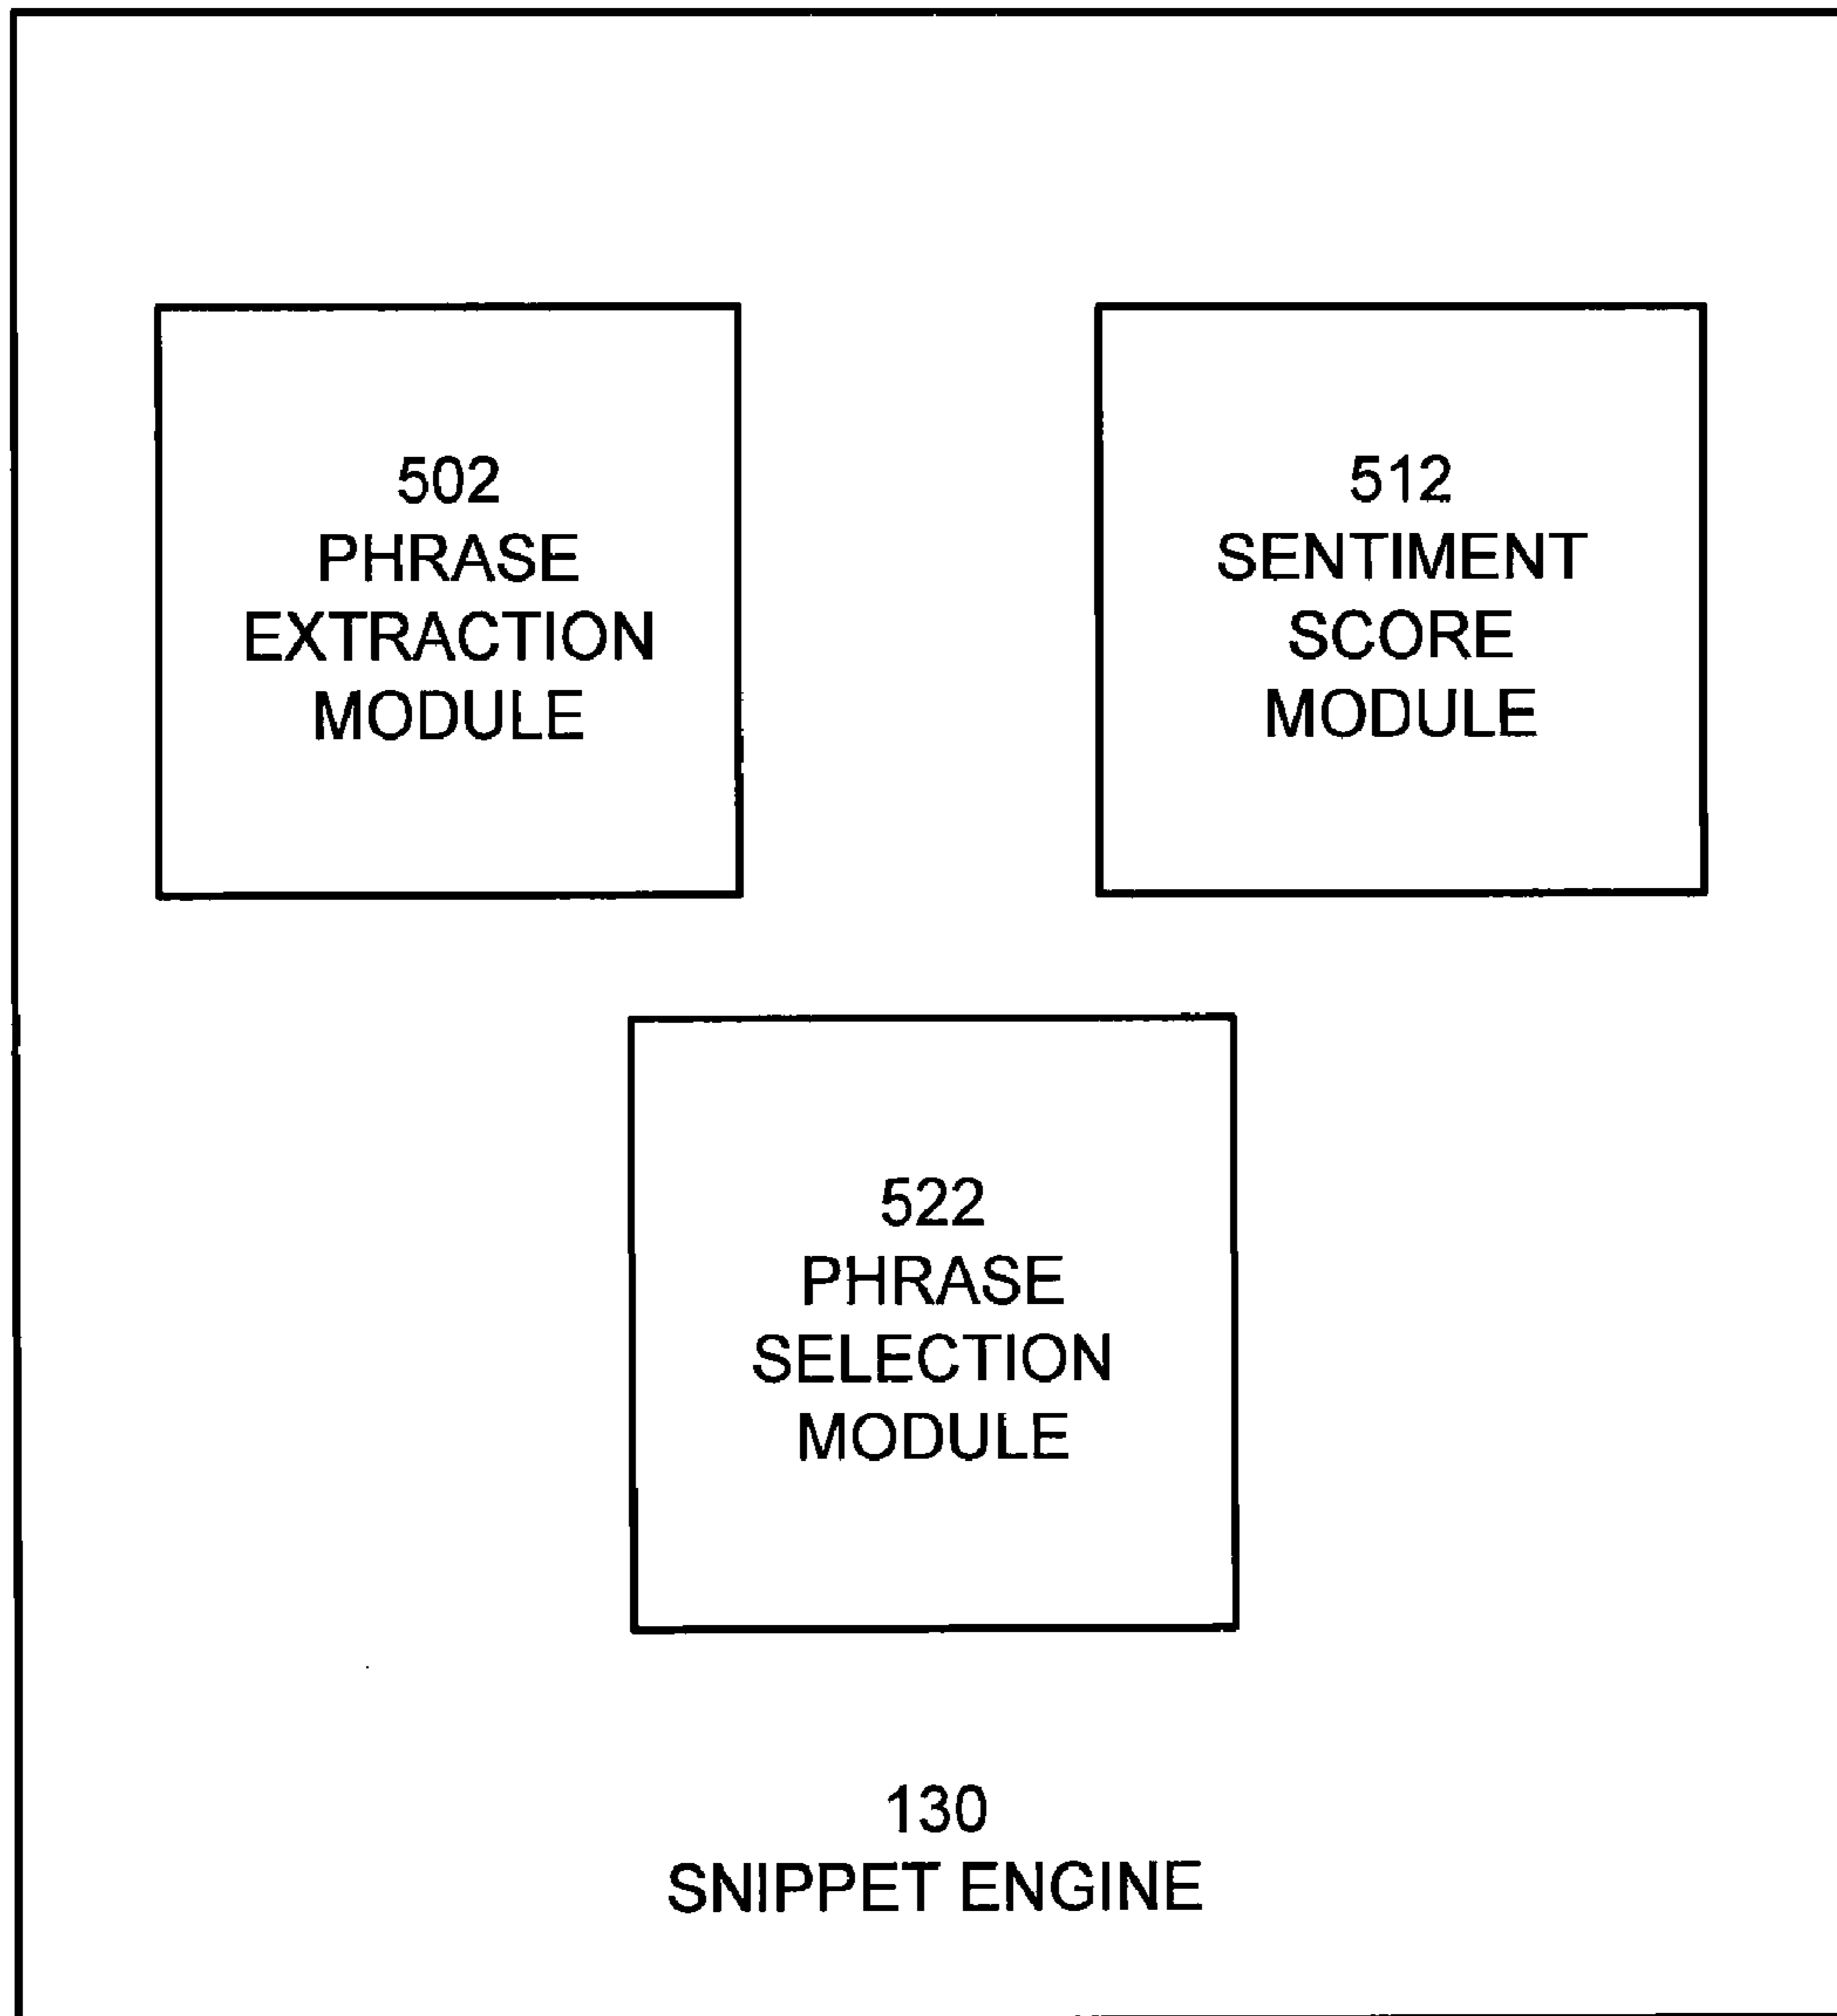 502
PHRASE
EXTRACTION
MODULE
512
SENTIMENT
SCORE
MODULE
522
PHRASE
SELECTION
MODULE
130
SNIPPET ENGINE